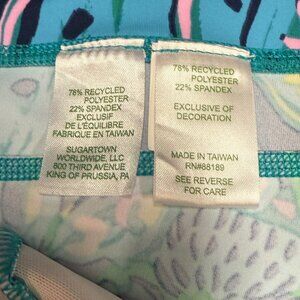 78% RECYCLED
POLYESTER
22% SPANDEX
EXCLUSIF
DE L'ÉQUILIBRE
FABRIQUE EN TAIWAN
SUGARTOWN
WORLDWIDE, LLC
800 THIRD AVENUE
KING OF PRUSSIA, PA
78% RECYCLED
POLYESTER
22% SPANDEX
EXCLUSIVE OF
DECORATION
MADE IN TAIWAN
RN#88189
SEE REVERSE
FOR CARE